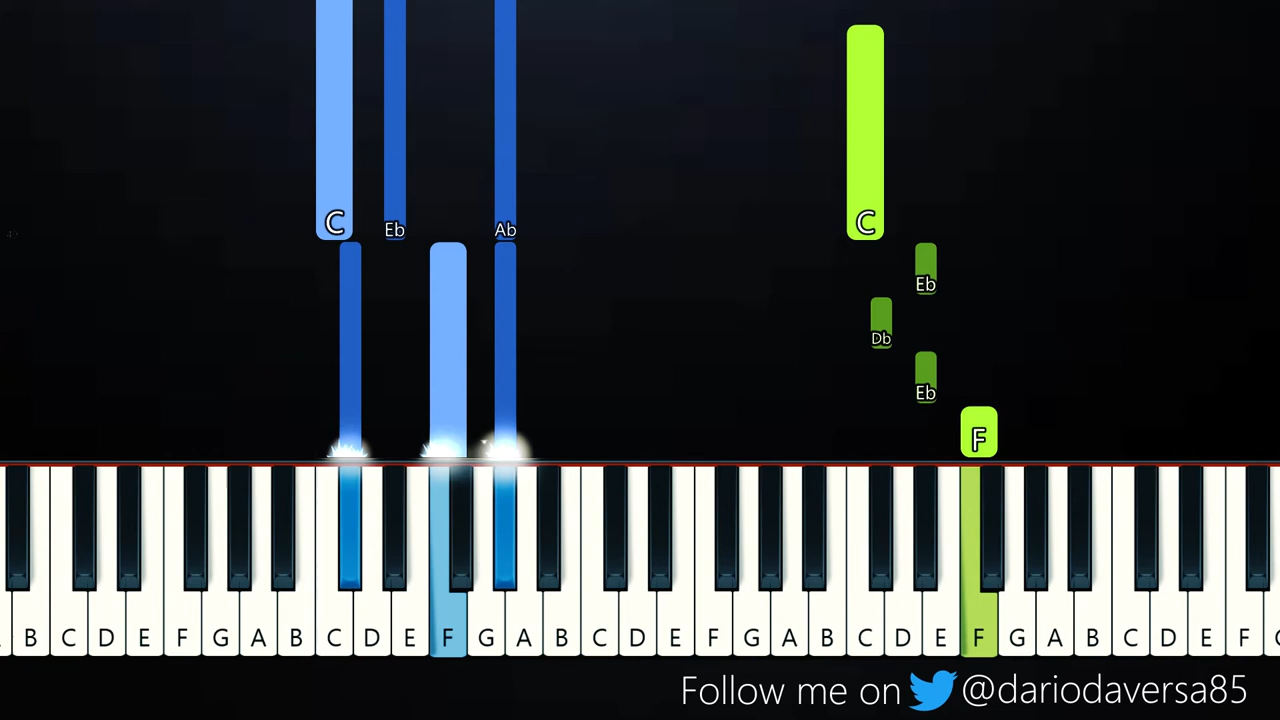 C Eb Ab C
Eb
Db
Eb
F
B C D E F G A B C D E F G A B C D E F G A B C D E F G A B C D E F
Follow me on @dariodaversa85